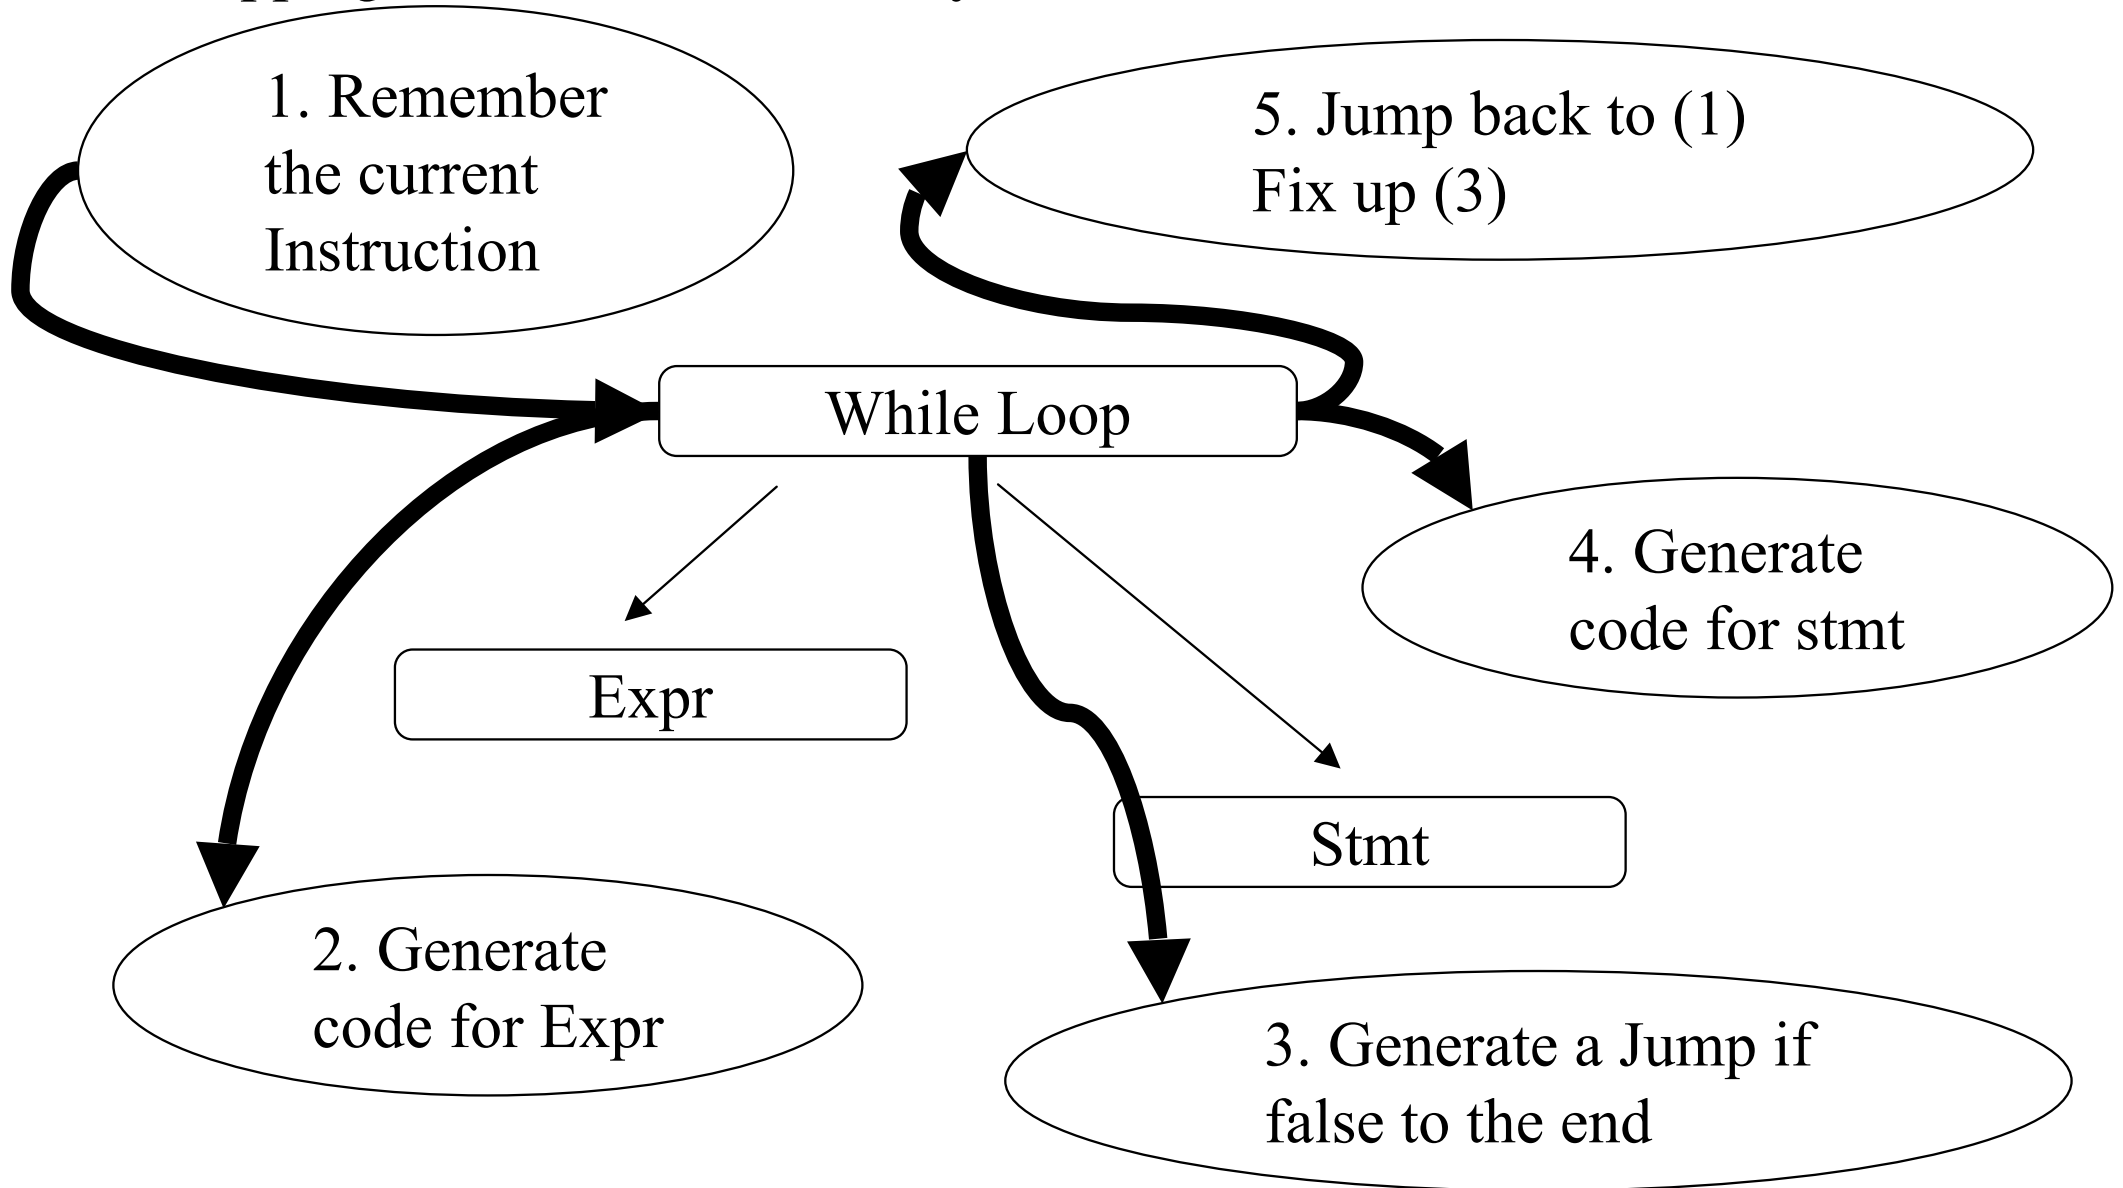 1. Remember
the current
Instruction
5. Jump back to (1)
Fix up (3)
While Loop
4. Generate
code for stmt
Expr
Stmt
2. Generate
code for Expr
3. Generate a Jump if
false to the end